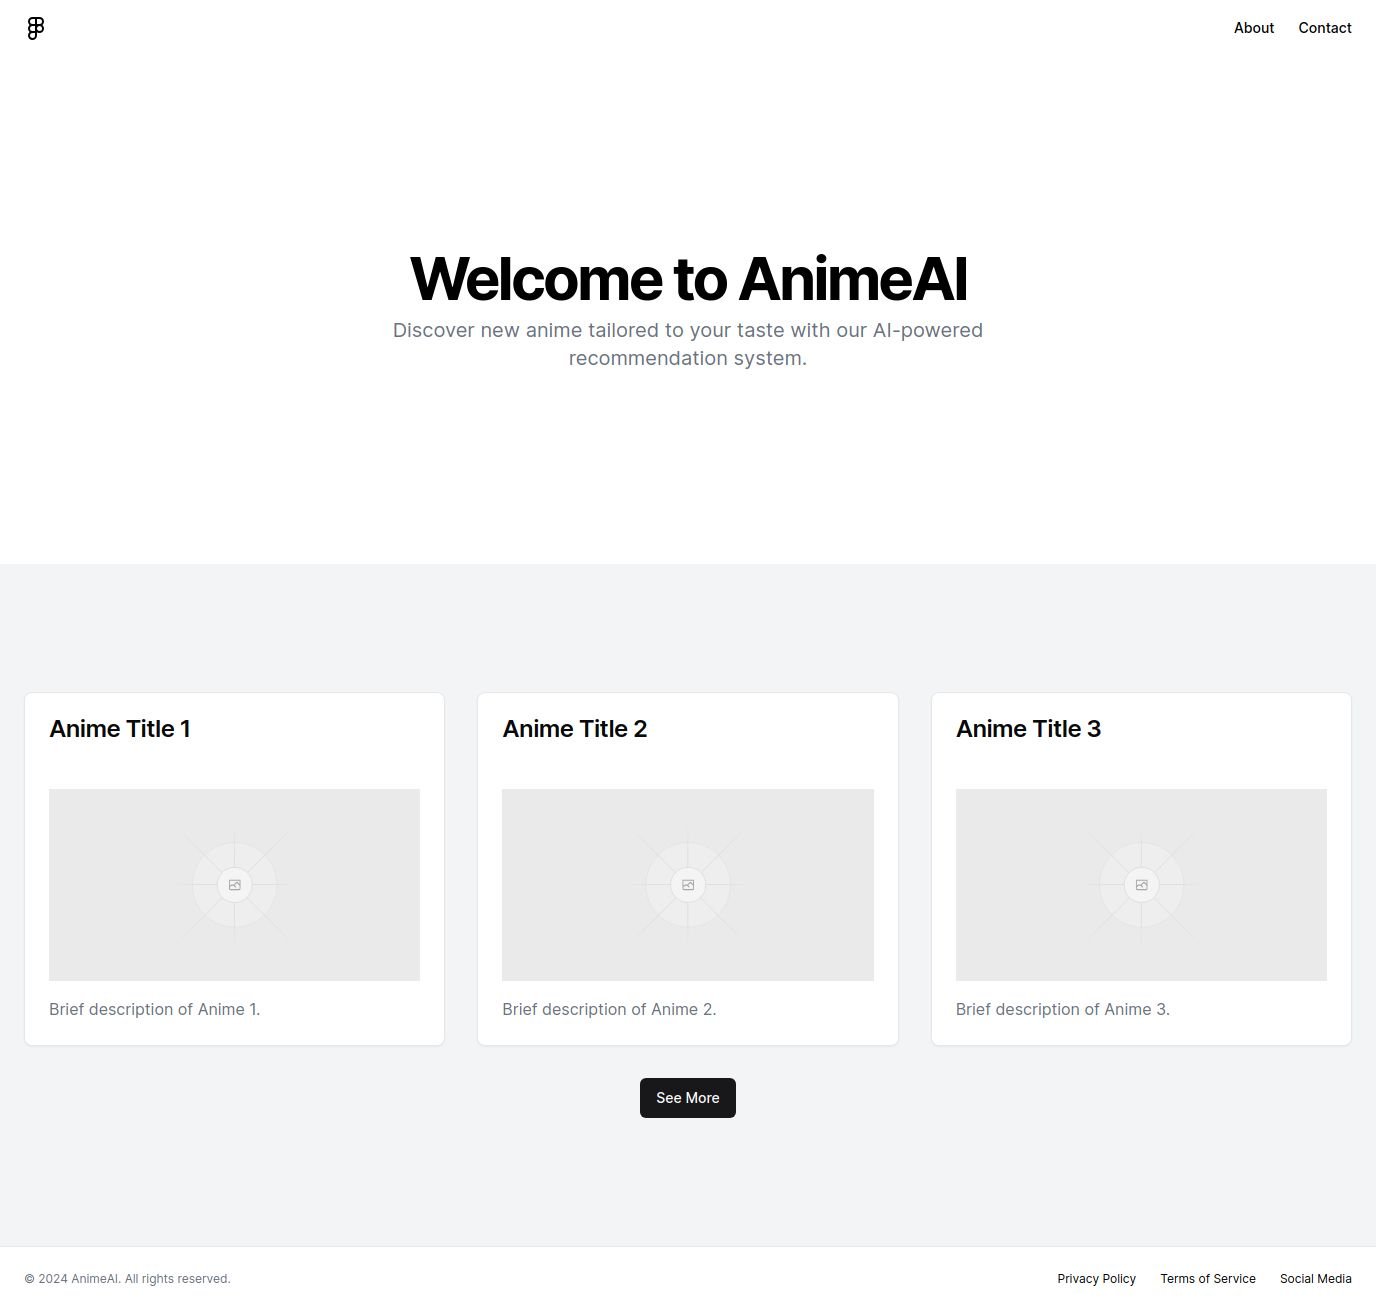 About Contact
Welcome to AnimeAI
Discover new anime tailored to your taste with our AI-powered
recommendation system.
Anime Title 1
Brief description of Anime 1.
Anime Title 2
Brief description of Anime 2.
Anime Title 3
Brief description of Anime 3.
See More
© 2024 AnimeAI. All rights reserved.
Privacy Policy Terms of Service Social Media